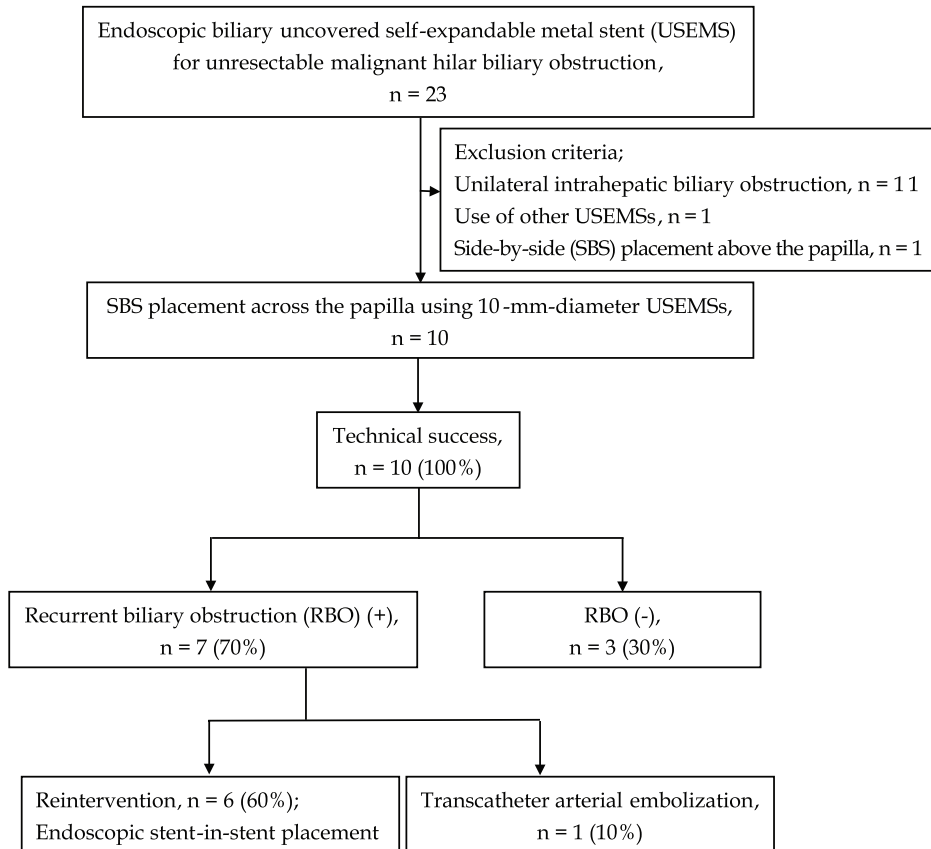 Endoscopic biliary uncovered self-expandable metal stent (USEMS)
for unresectable malignant hilar biliary obstruction,
n = 23
Exclusion criteria;
Unilateral intrahepatic biliary obstruction, n = 11
Use of other USEMSs, n = 1
Side-by-side (SBS) placement above the papilla, n = 1
SBS placement across the papilla using 10-mm-diameter USEMSs,
n = 10
Technical success,
n = 10 (100%)
Recurrent biliary obstruction (RBO) (+),
n = 7 (70%)
RBO (-),
n = 3 (30%)
Reintervention, n = 6 (60%);
Endoscopic stent-in-stent placement
Transcatheter arterial embolization,
n = 1 (10%)